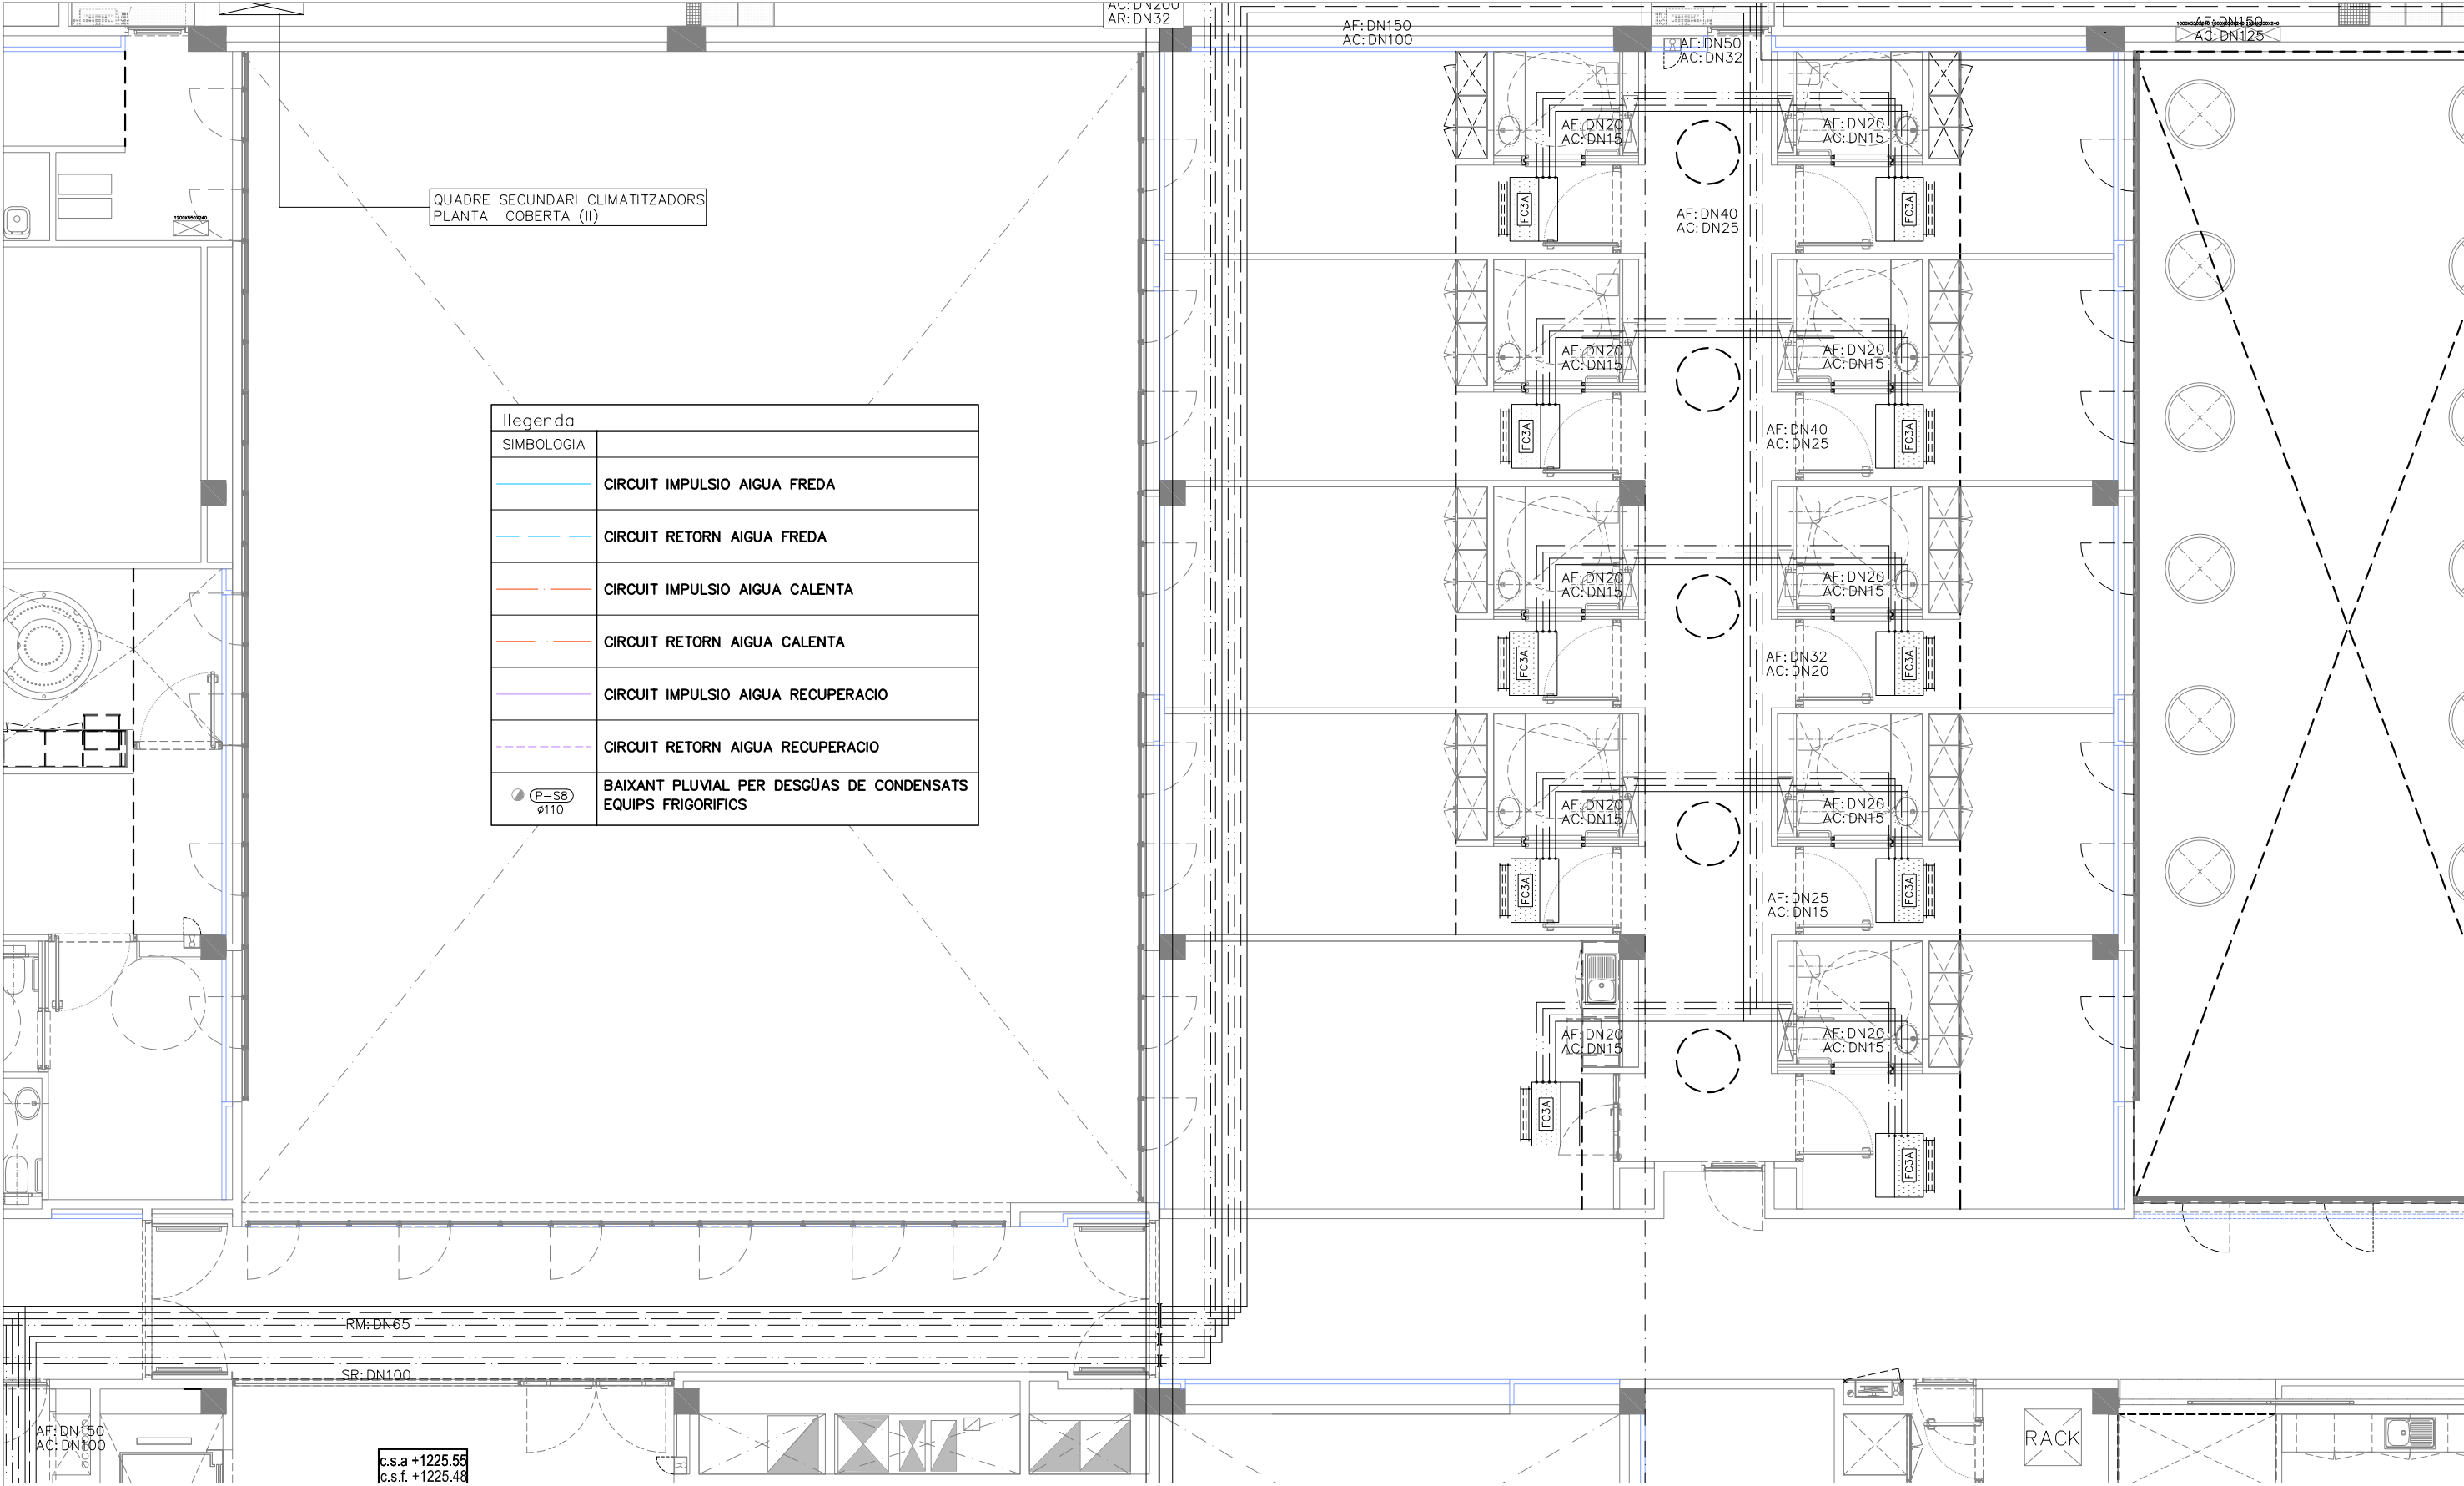 AC: DN200
AR: DN32
AF: DN150
AC: DN100
AF: DN50
AC: DN32
AF: DN150
AC: DN125
QUADRE SECUNDARI CLIMATITZADORS
PLANTA COBERTA (II)
AF: DN20
AC: DN15
AF: DN20
AC: DN15
FC3A
FC3A
AF: DN40
AC: DN25
AF: DN20
AC: DN15
AF: DN20
AC: DN15
FC3A
FC3A
AF: DN40
AC: DN25
AF: DN20
AC: DN15
AF: DN20
AC: DN15
FC3A
FC3A
AF: DN32
AC: DN20
AF: DN20
AC: DN15
AF: DN20
AC: DN15
FC3A
FC3A
AF: DN25
AC: DN15
AF: DN20
AC: DN15
AF: DN20
AC: DN15
FC3A
FC3A
llegenda
SIMBOLOGIA
CIRCUIT IMPULSIO AIGUA FREDA
CIRCUIT RETORN AIGUA FREDA
CIRCUIT IMPULSIO AIGUA CALENTA
CIRCUIT RETORN AIGUA CALENTA
CIRCUIT IMPULSIO AIGUA RECUPERACIO
CIRCUIT RETORN AIGUA RECUPERACIO
P-S8
ø110
BAIXANT PLUVIAL PER DESGÜAS DE CONDENSATS
EQUIPS FRIGORIFICS
RM: DN65
SR: DN100
AF: DN150
AC: DN100
c.s.a +1225.55
c.s.f. +1225.48
RACK